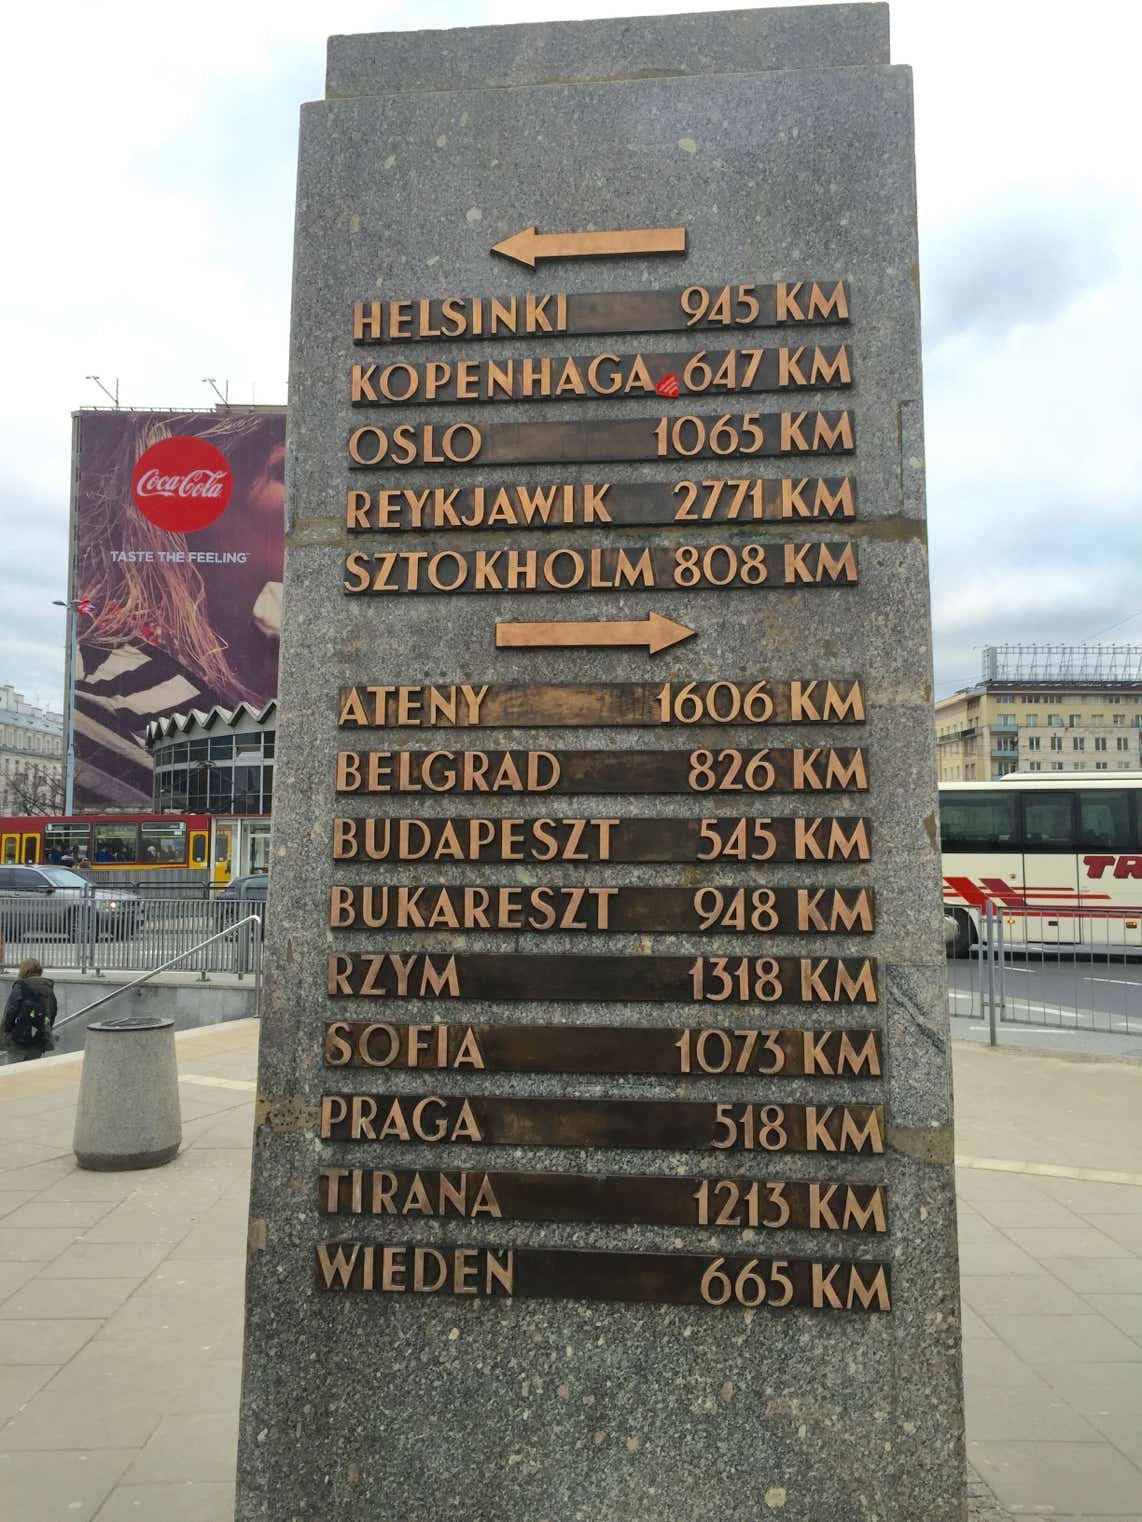 HELSINKI 945 KM
KOPENHAGA 647 KM
OSLO 1065 KM
REYKJAWIK 2771 KM
SZTOKHOLM 808 KM
ATENY 1606 KM
BELGRAD 826 KM
BUDAPESZT 545 KM
BUKARESZT 948 KM
RZYM 1318 KM
SOFIA 1073 KM
PRAGA 518 KM
TIRANA 1213 KM
WIEDEŃ 665 KM
Coca-Cola
TASTE THE FEELING™